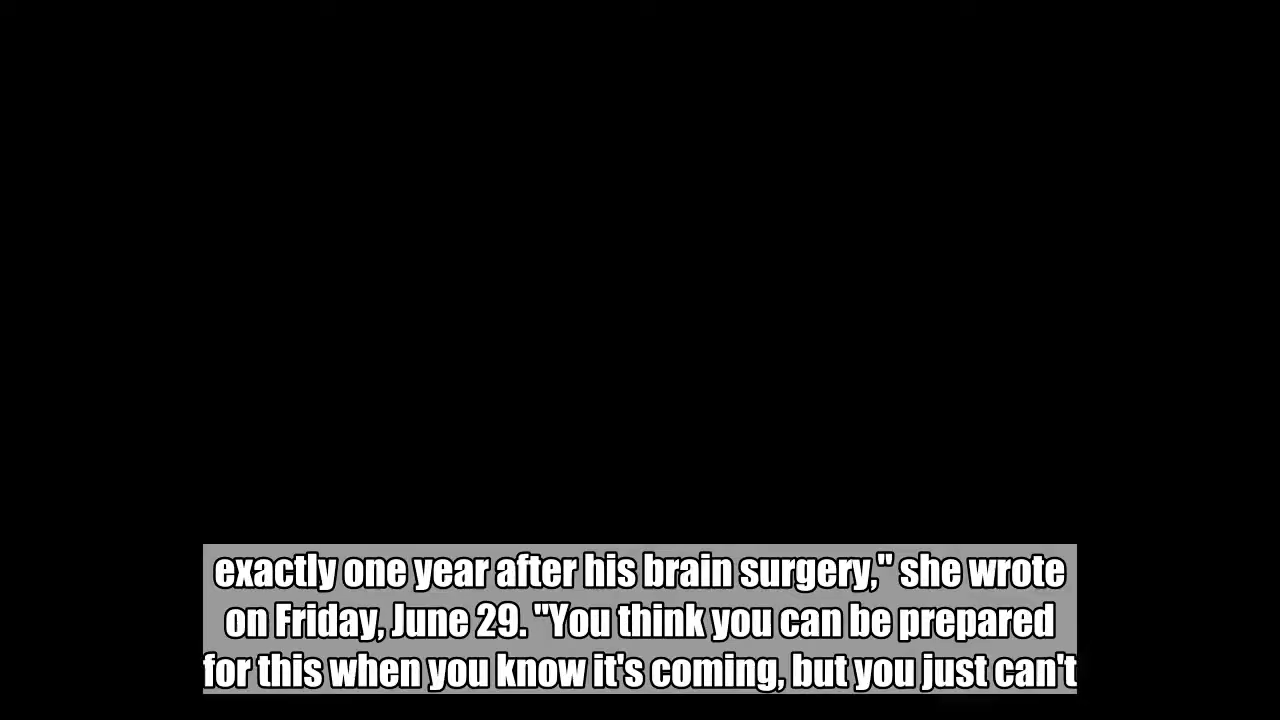 exactly one year after his brain surgery," she wrote
on Friday, June 29. "You think you can be prepared
for this when you know it's coming, but you just can't